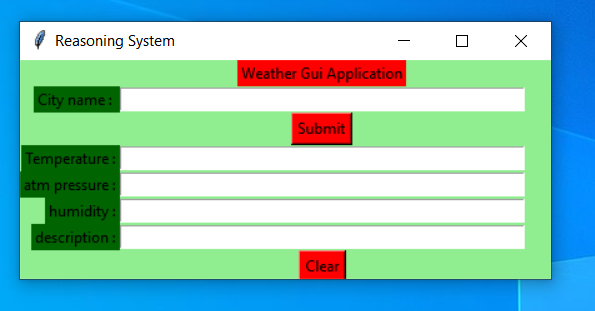 Reasoning System
Weather Gui Application
City name :
Submit
Temperature :
atm pressure :
humidity :
description :
Clear